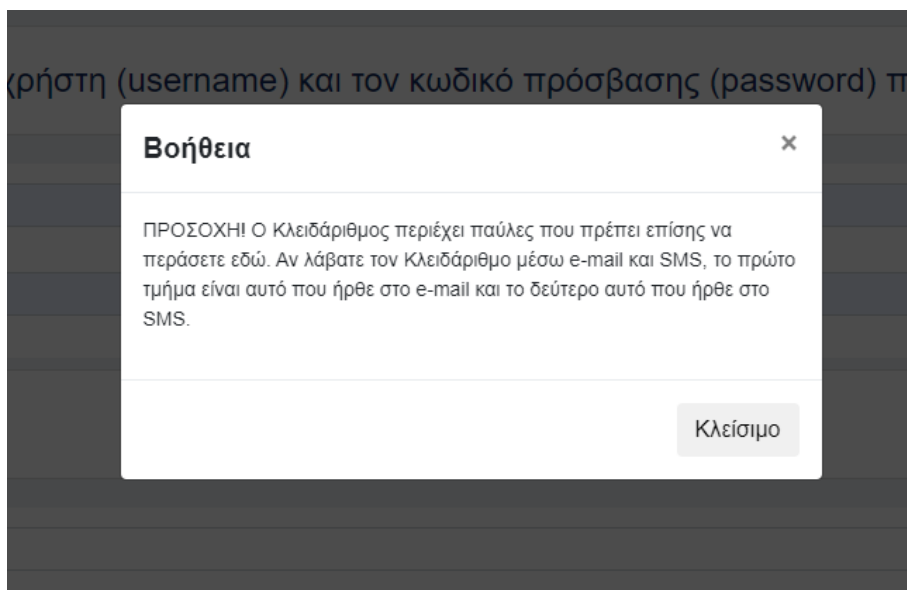 χρήστη (username) και τον κωδικό πρόσβασης (password) π
Βοήθεια
×
ΠΡΟΣΟΧΗ! Ο Κλειδάριθμος περιέχει παύλες που πρέπει επίσης να
περάσετε εδώ. Αν λάβατε τον Κλειδάριθμο μέσω e-mail και SMS, το πρώτο
τμήμα είναι αυτό που ήρθε στο e-mail και το δεύτερο αυτό που ήρθε στο
SMS.
Κλείσιμο